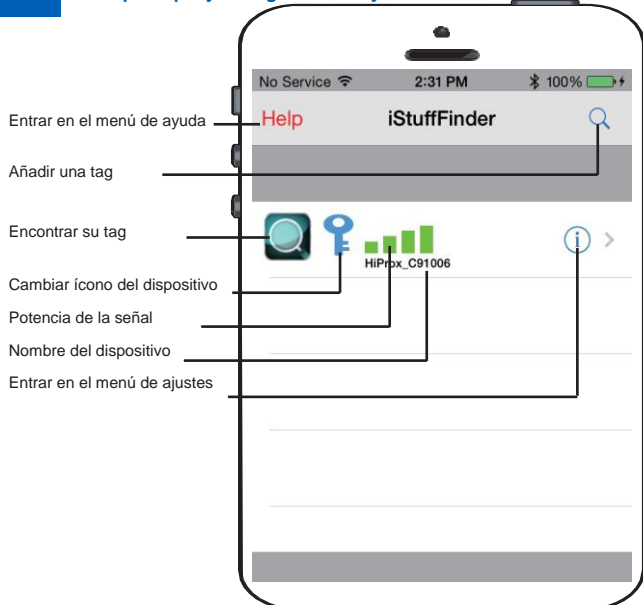 No Service 2:31 PM 100%
Help iStuffFinder
Entrar en el menú de ayuda
Añadir una tag
Encontrar su tag
HiProx_C91006
Cambiar ícono del dispositivo
Potencia de la señal
Nombre del dispositivo
Entrar en el menú de ajustes